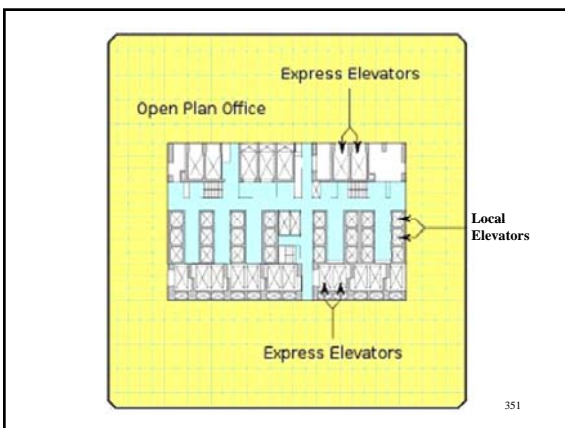 Express Elevators
Open Plan Office
Local
Elevators
Express Elevators
351